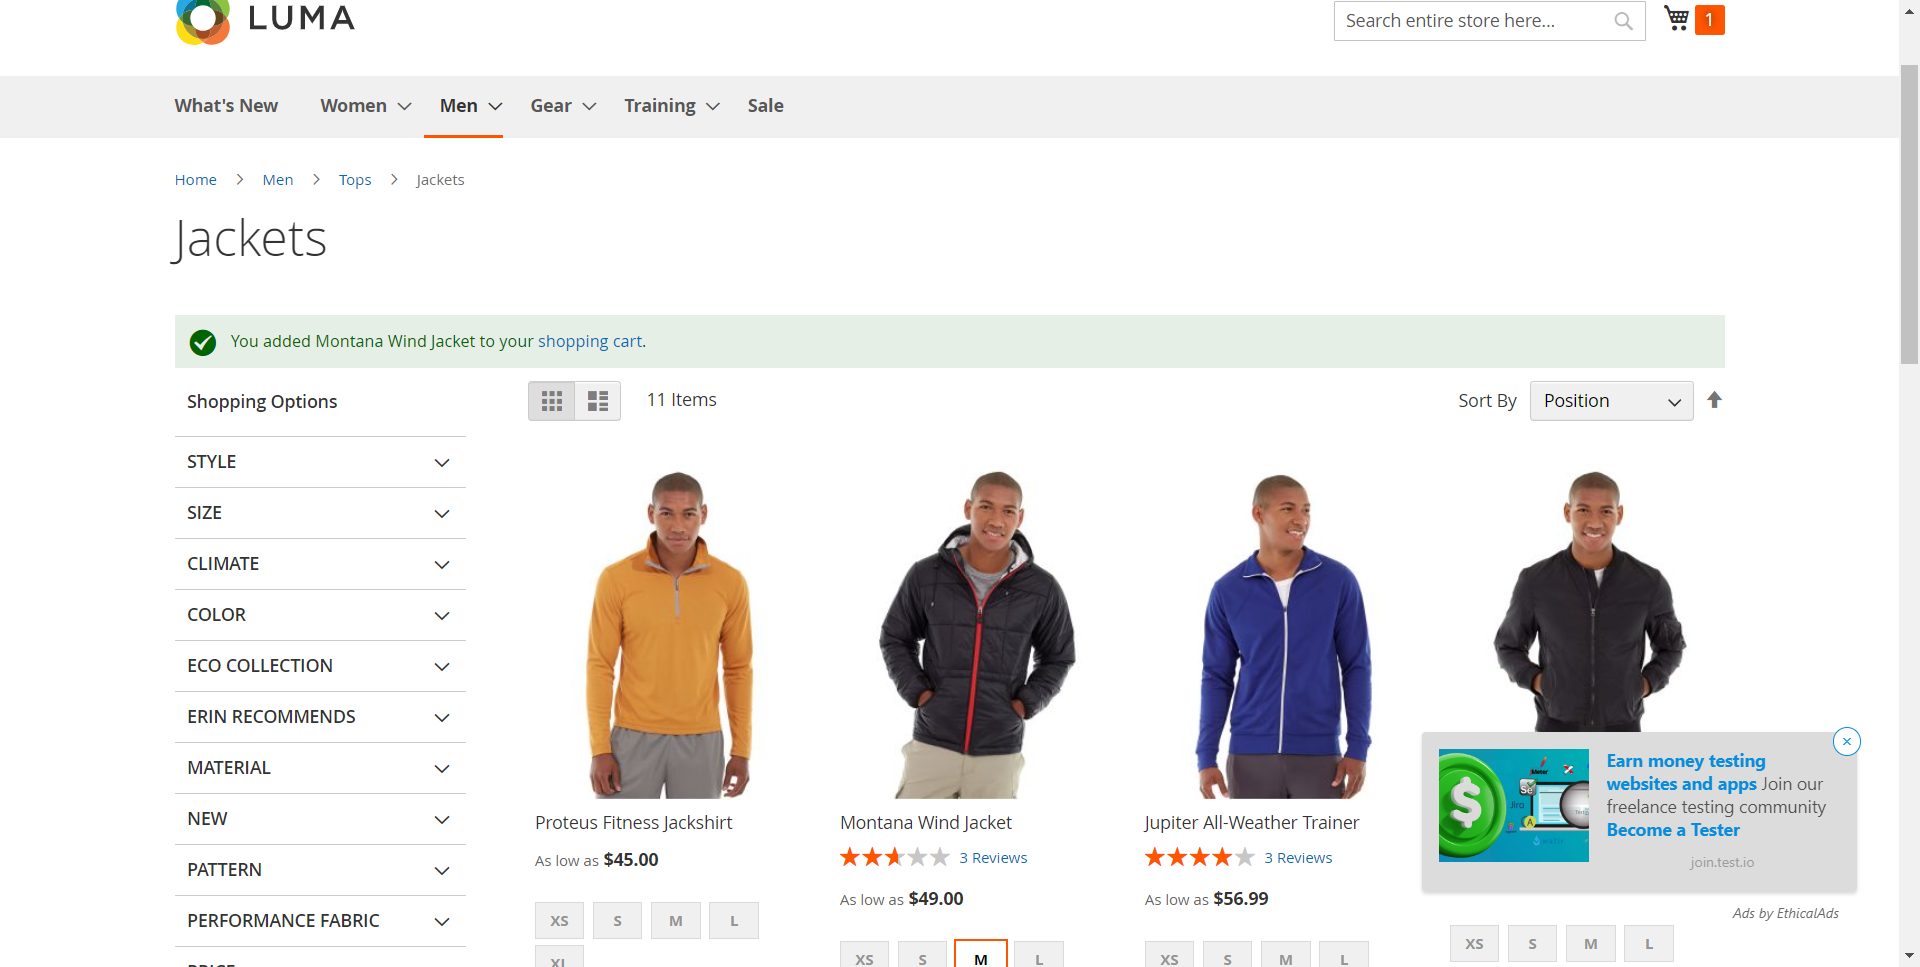 LUMA
Search entire store here...
1
What's New Women Men Gear Training Sale
Home Men Tops Jackets
Jackets
You added Montana Wind Jacket to your shopping cart.
Shopping Options
11 Items
Sort By Position
STYLE
SIZE
CLIMATE
COLOR
ECO COLLECTION
ERIN RECOMMENDS
MATERIAL
NEW
PATTERN
PERFORMANCE FABRIC
PRICE
Proteus Fitness Jackshirt
As low as $45.00
XS S M L
XL
Montana Wind Jacket
3 Reviews
As low as $49.00
XS S M L
Jupiter All-Weather Trainer
3 Reviews
As low as $56.99
XS S M L
Earn money testing
websites and apps Join our
freelance testing community
Become a Tester
join.test.io
Ads by EthicalAds
XS S M L